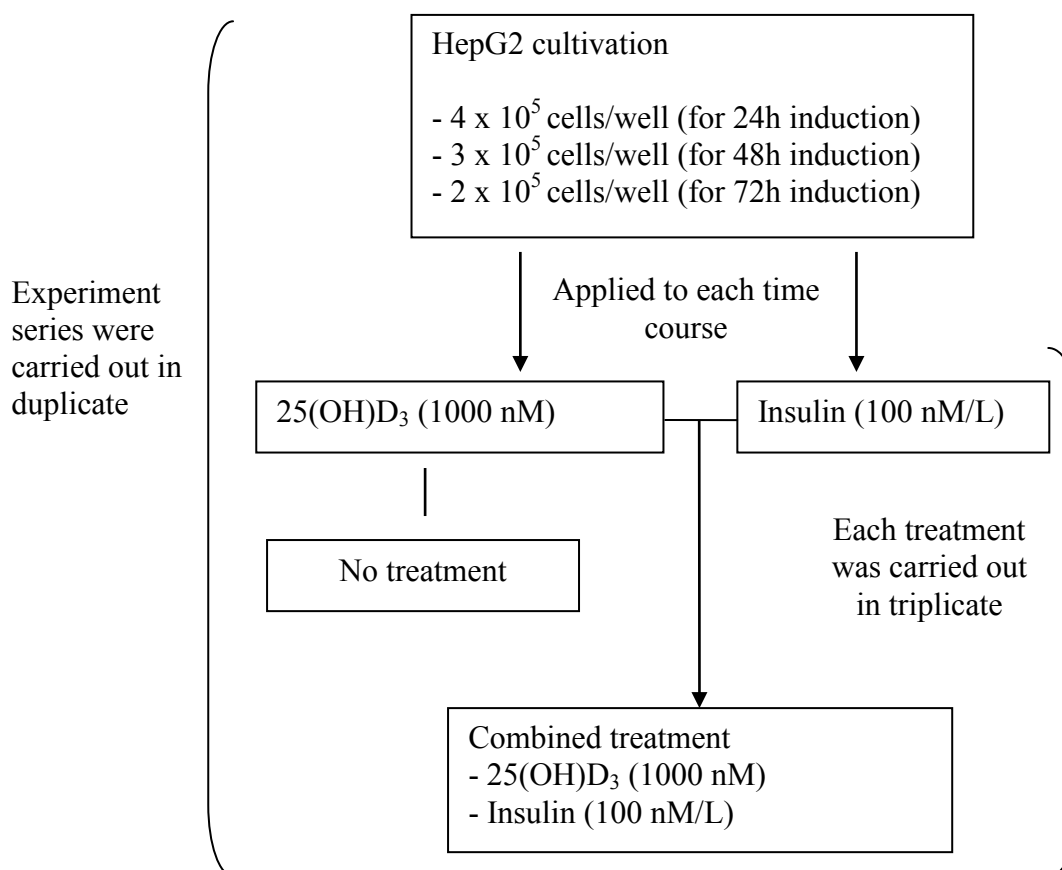 HepG2 cultivation
- 4 x 10⁵ cells/well (for 24h induction)
- 3 x 10⁵ cells/well (for 48h induction)
- 2 x 10⁵ cells/well (for 72h induction)
Experiment
series were
carried out in
duplicate
Applied to each time
course
25(OH)D₃ (1000 nM)
Insulin (100 nM/L)
No treatment
Each treatment
was carried out
in triplicate
Combined treatment
- 25(OH)D₃ (1000 nM)
- Insulin (100 nM/L)